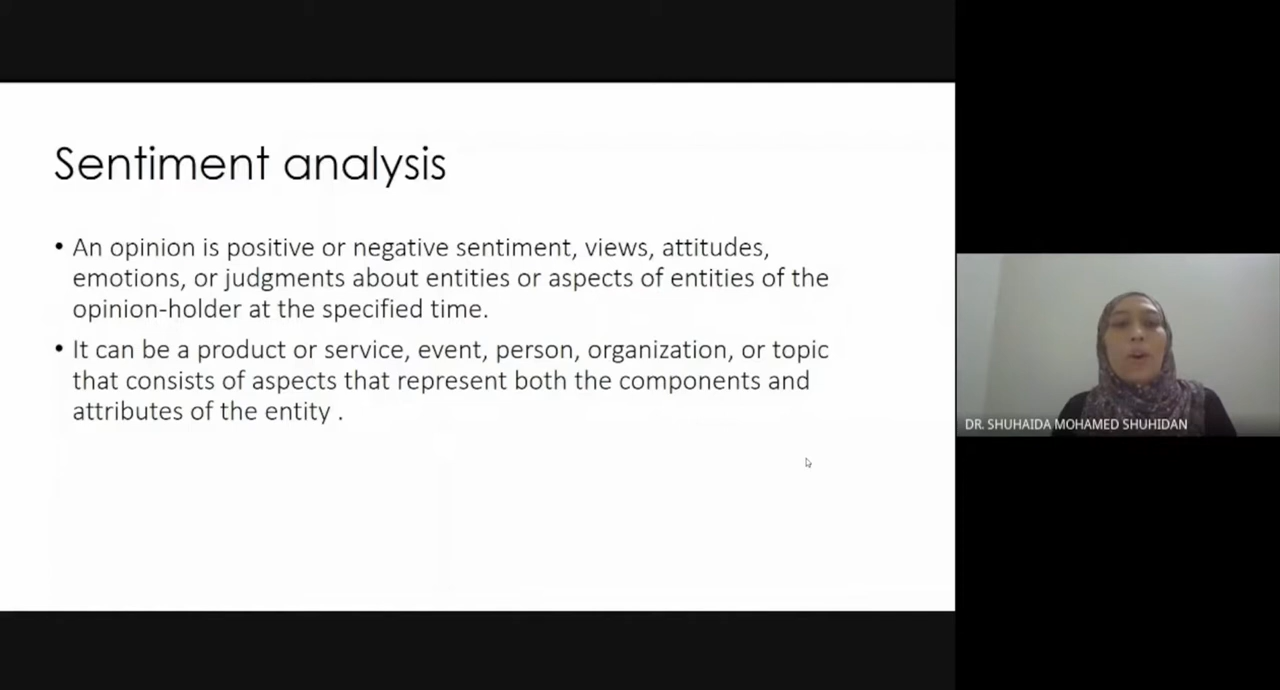 Sentiment analysis
• An opinion is positive or negative sentiment, views, attitudes,
emotions, or judgments about entities or aspects of entities of the
opinion-holder at the specified time.
• It can be a product or service, event, person, organization, or topic
that consists of aspects that represent both the components and
attributes of the entity .
DR. SHUHAIDA MOHAMED SHUHIDAN